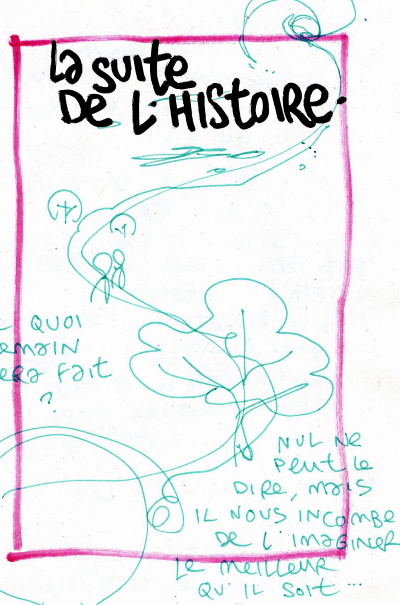 La suite
De L'Histoire.
QUOI
emain
era fait
?
NUL Ne
Peut Le
Dire, mais
IL NOUS INCOMBE
De L'IMAGINER
Le meilleur
QU'IL SOIT ...